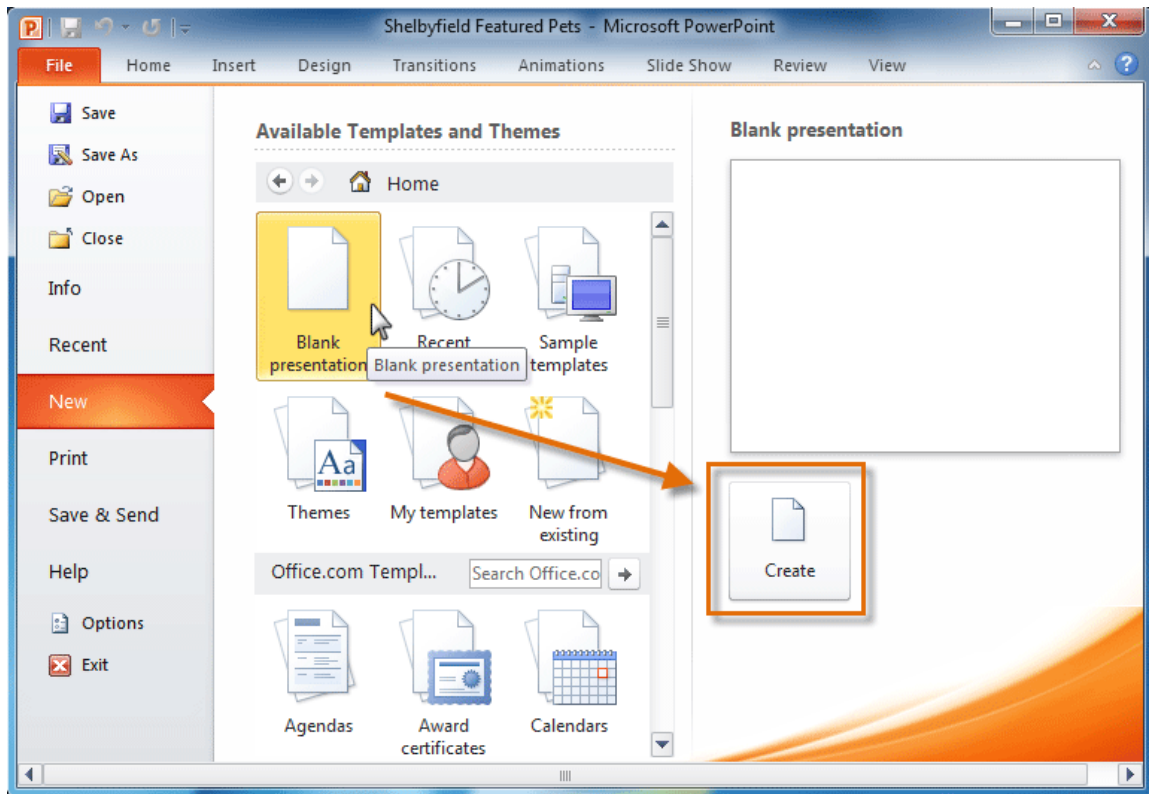 Shelbyfield Featured Pets - Microsoft PowerPoint
File Home Insert Design Transitions Animations Slide Show Review View
Save
Save As
Open
Close
Info
Recent
New
Print
Save & Send
Help
Options
Exit
Available Templates and Themes
Home
Blank
presentation
Recent
Sample
templates
Blank presentation
Themes
My templates
New from
existing
Office.com Templ...
Search Office.co
Agendas
Award
certificates
Calendars
Blank presentation
Create